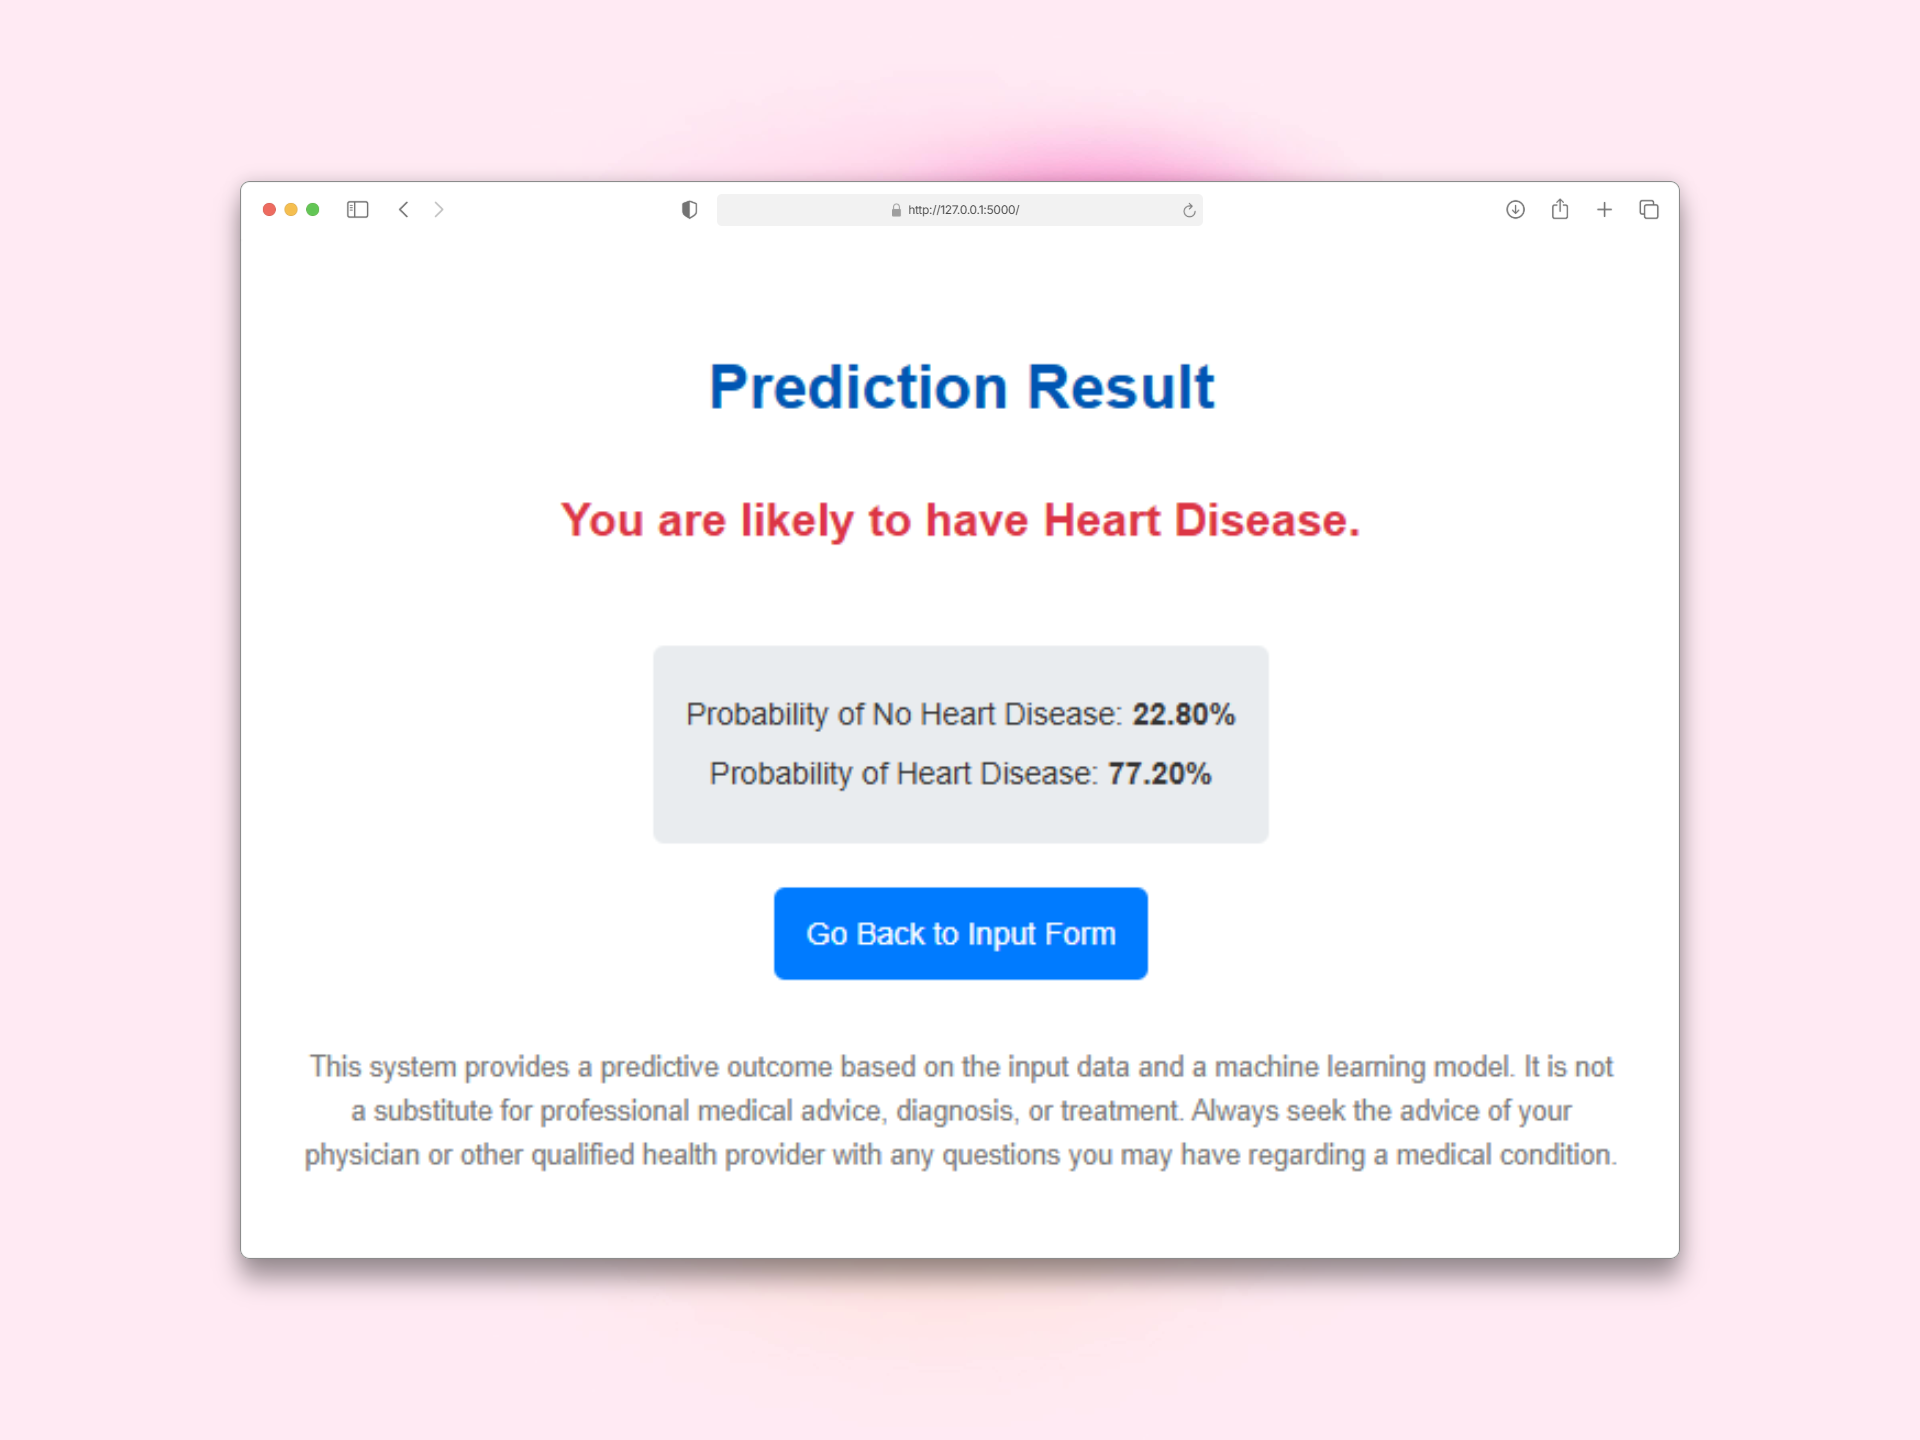 http://127.0.0.1:5000/
Prediction Result
You are likely to have Heart Disease.
Probability of No Heart Disease: 22.80%
Probability of Heart Disease: 77.20%
Go Back to Input Form
This system provides a predictive outcome based on the input data and a machine learning model. It is not
a substitute for professional medical advice, diagnosis, or treatment. Always seek the advice of your
physician or other qualified health provider with any questions you may have regarding a medical condition.